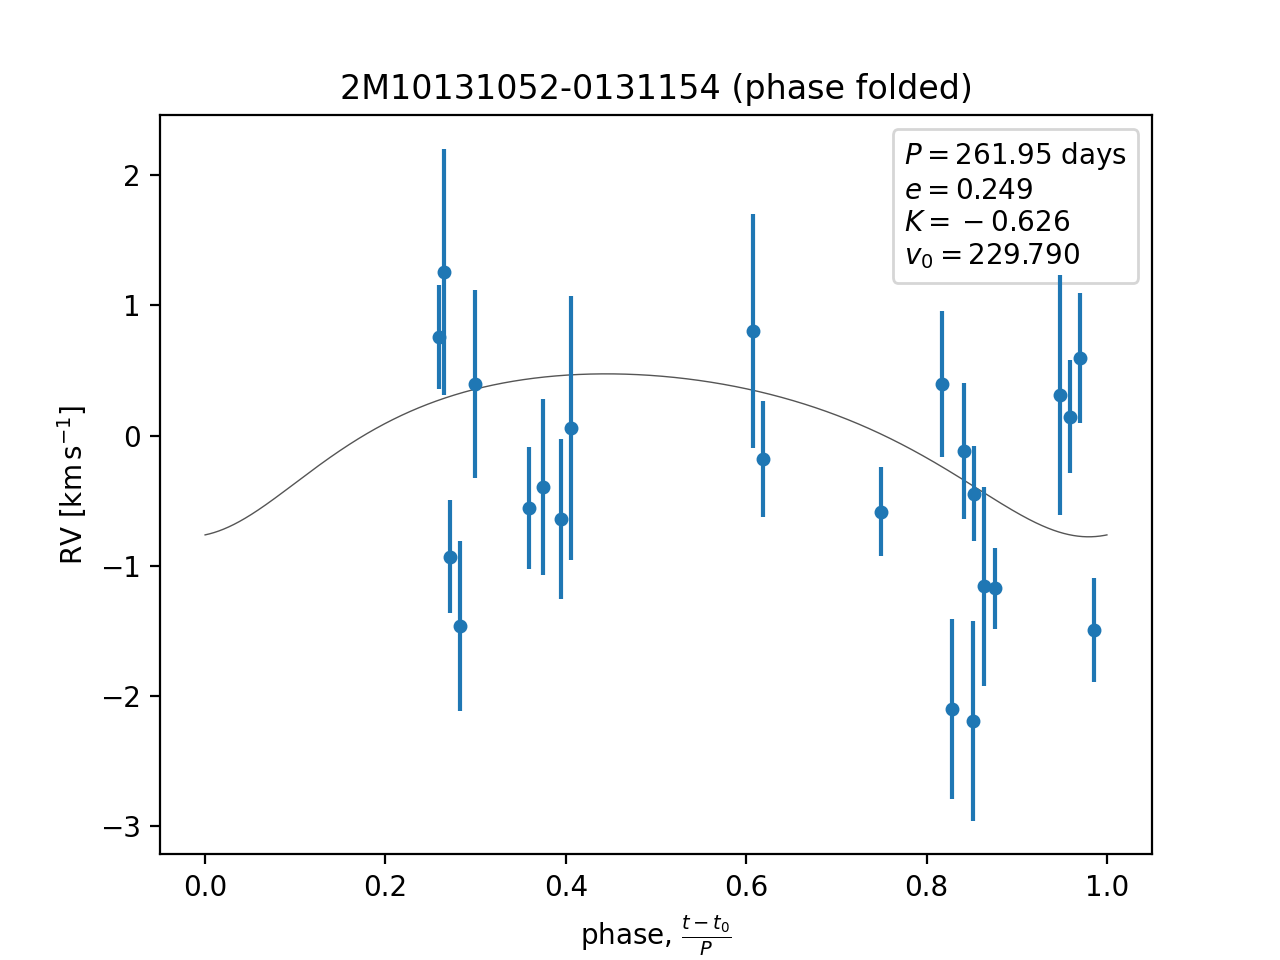 2M10131052-0131154 (phase folded)
P = 261.95 days
e = 0.249
K = −0.626
v₀ = 229.790
RV [km s⁻¹]
2
1
0
−1
−2
−3
0.0 0.2 0.4 0.6 0.8 1.0
phase, (t − t₀)/P